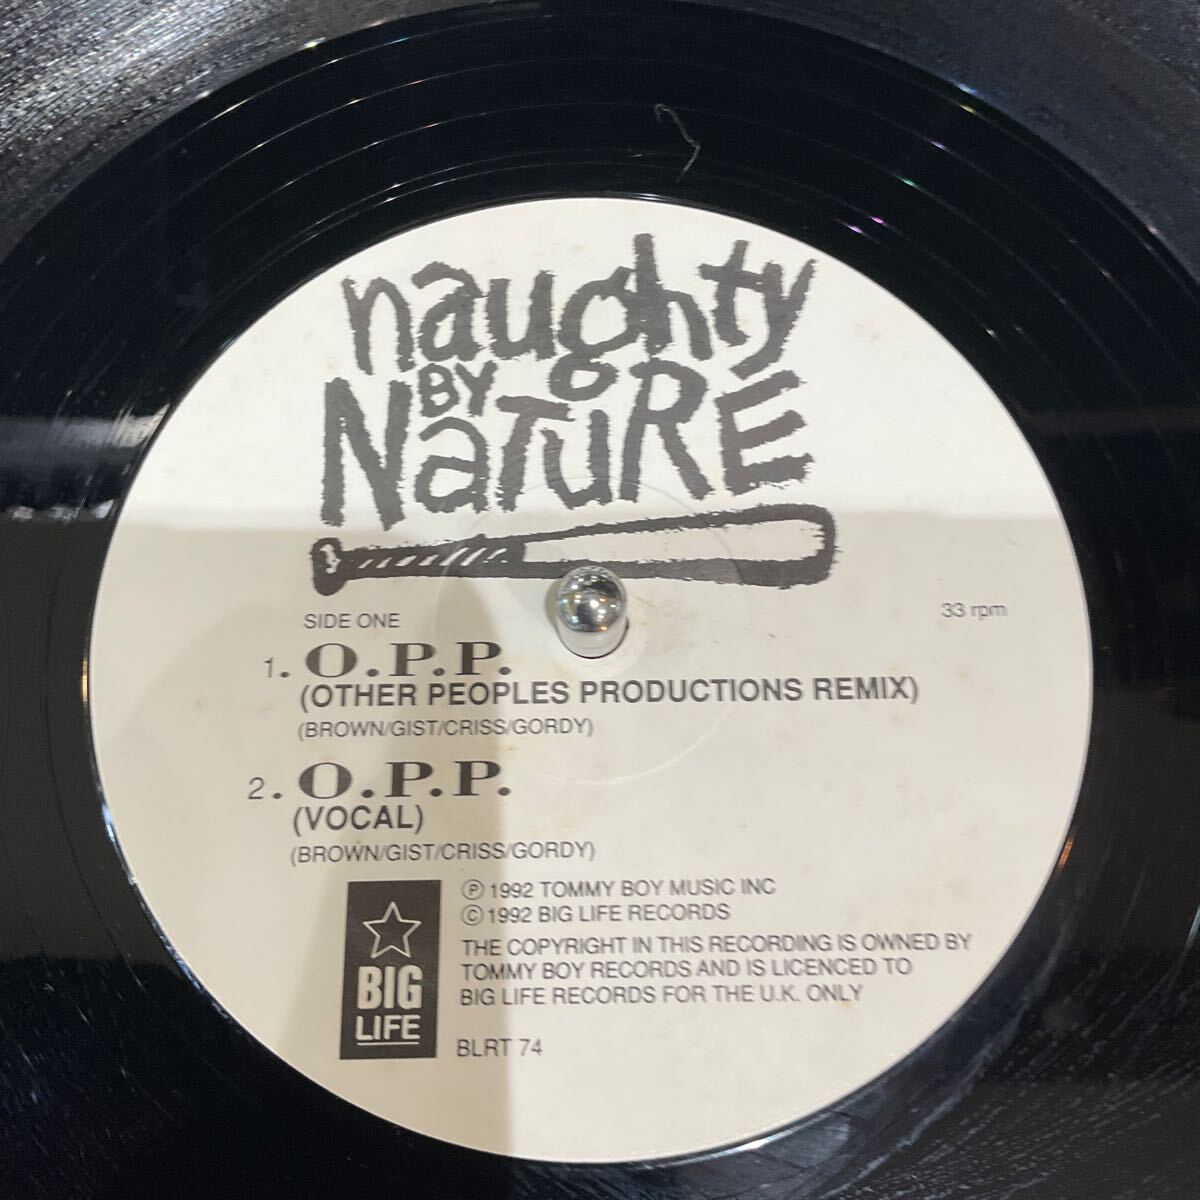 naughty
BY
NaTURE
SIDE ONE
33 rpm
1. O.P.P.
(OTHER PEOPLES PRODUCTIONS REMIX)
(BROWN/GIST/CRISS/GORDY)
2. O.P.P.
(VOCAL)
(BROWN/GIST/CRISS/GORDY)
Ⓟ 1992 TOMMY BOY MUSIC INC
© 1992 BIG LIFE RECORDS
THE COPYRIGHT IN THIS RECORDING IS OWNED BY
TOMMY BOY RECORDS AND IS LICENCED TO
BIG LIFE RECORDS FOR THE U.K. ONLY
BIG
LIFE
BLRT 74